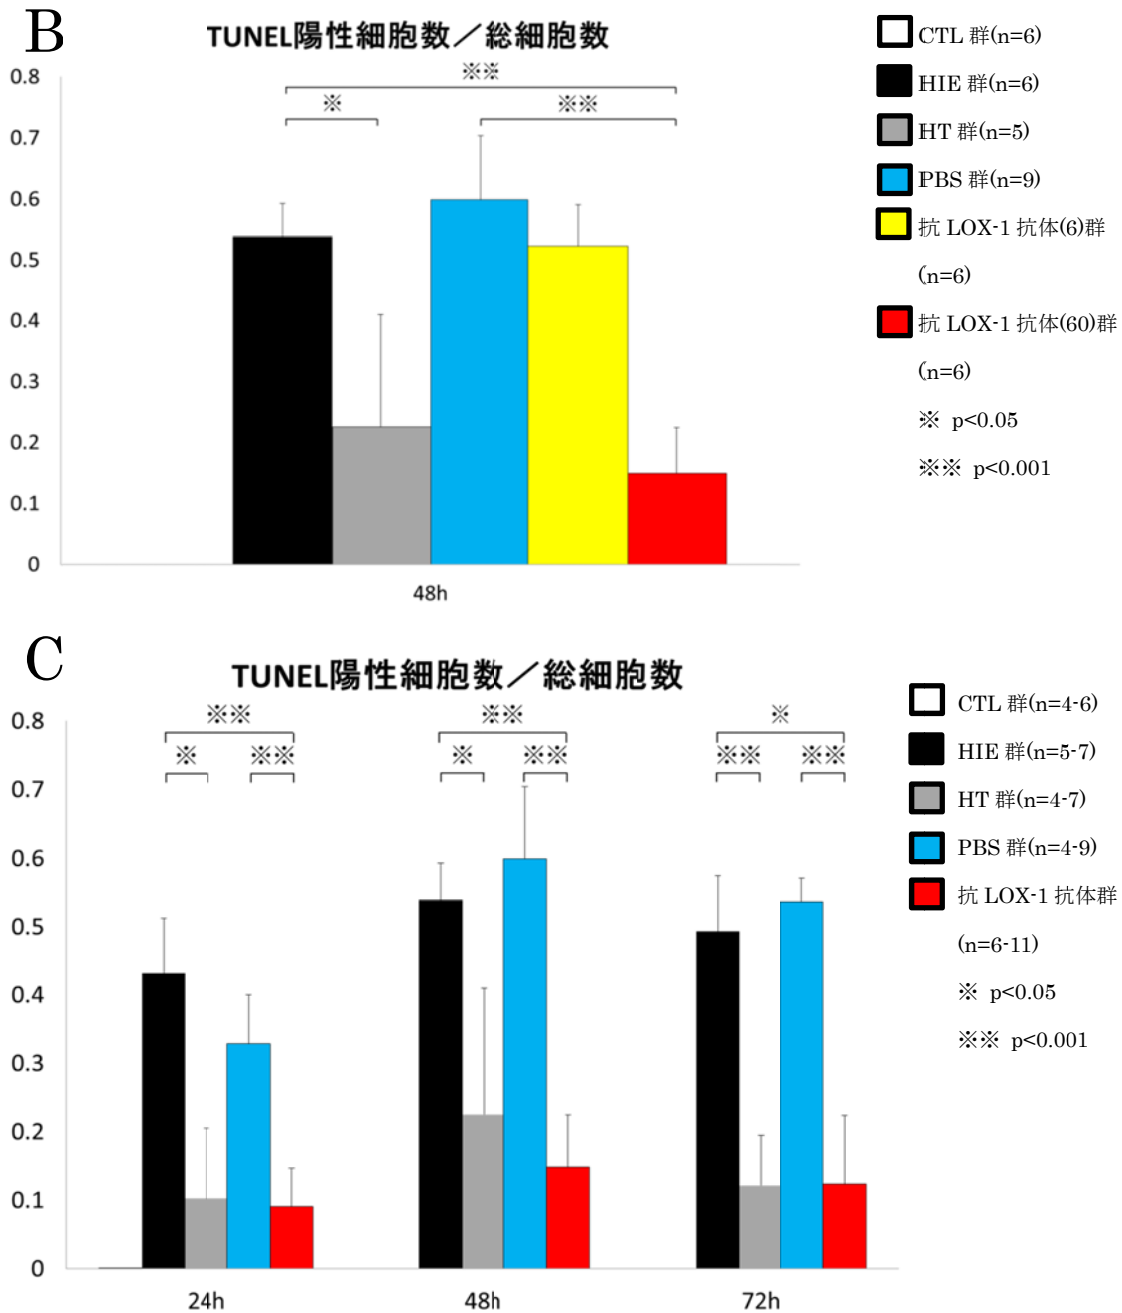 B
TUNEL陽性細胞数／総細胞数
0.8
0.7
0.6
0.5
0.4
0.3
0.2
0.1
0
※※
※
※※
48h
CTL 群(n=6)
HIE 群(n=6)
HT 群(n=5)
PBS 群(n=9)
抗 LOX-1 抗体(6)群
(n=6)
抗 LOX-1 抗体(60)群
(n=6)
※ p<0.05
※※ p<0.001
C
TUNEL陽性細胞数／総細胞数
0.8
0.7
0.6
0.5
0.4
0.3
0.2
0.1
0
※※ ※※ ※
※ ※※ ※ ※※ ※※ ※※
24h 48h 72h
CTL 群(n=4-6)
HIE 群(n=5-7)
HT 群(n=4-7)
PBS 群(n=4-9)
抗 LOX-1 抗体群
(n=6-11)
※ p<0.05
※※ p<0.001